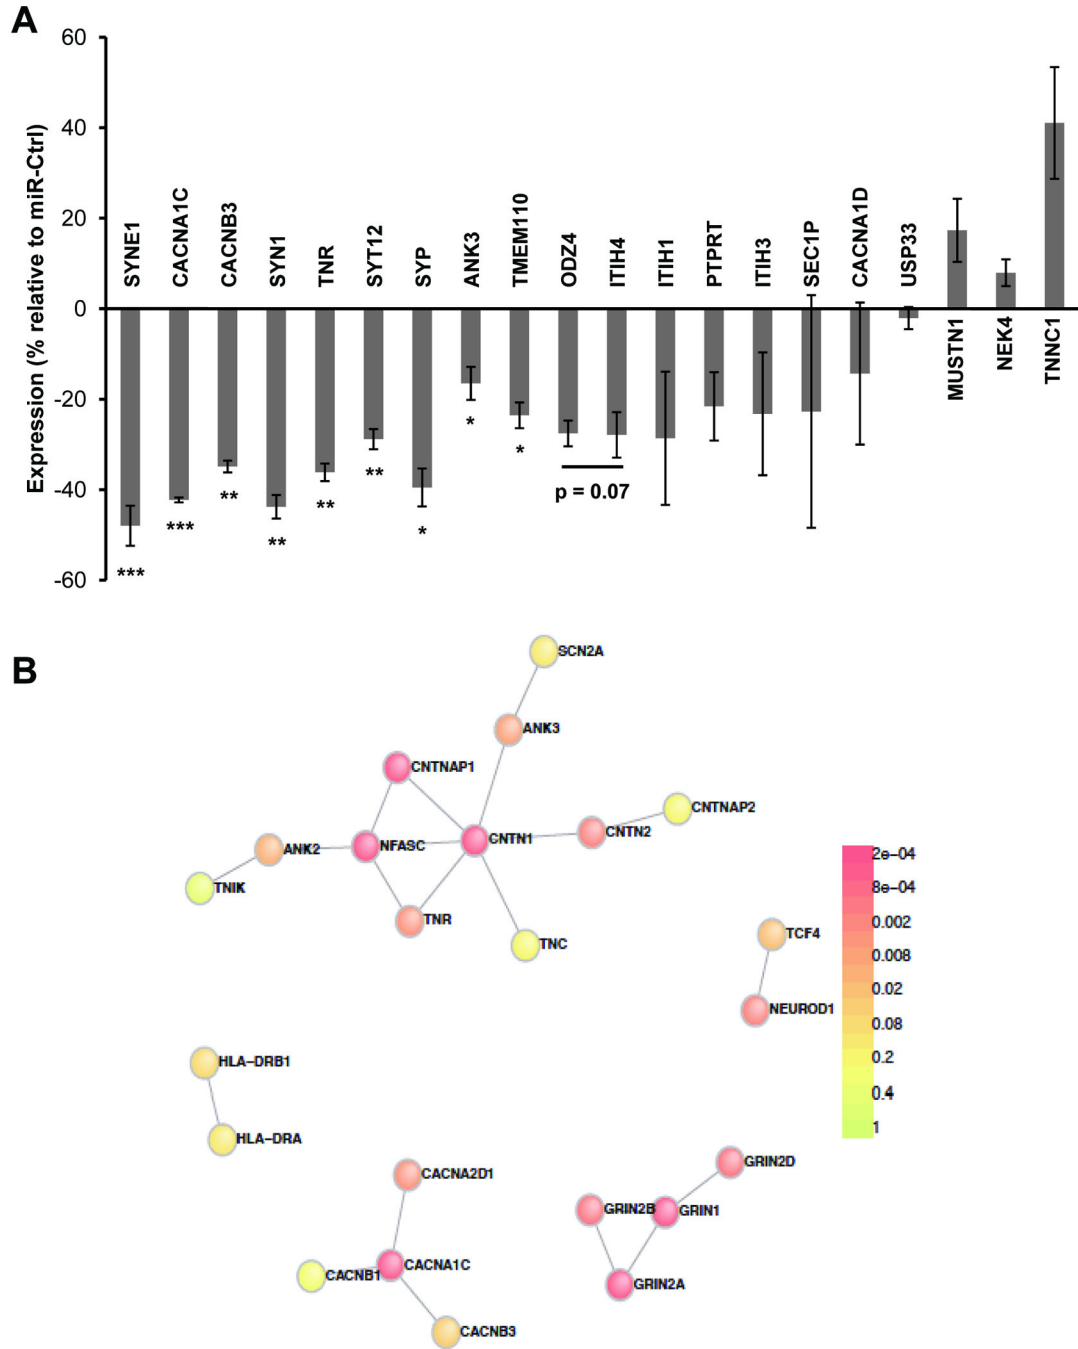 A
Expression (% relative to miR-Ctrl)
60
40
20
0
-20
-40
-60
SYNE1
CACNA1C
CACNB3
SYN1
TNR
SYT12
SYP
ANK3
TMEM110
ODZ4
ITIH4
ITIH1
PTPRT
ITIH3
SEC1P
CACNA1D
USP33
MUSTN1
NEK4
TNNC1
***
***
**
**
**
**
*
*
*
p = 0.07
B
SCN2A
ANK3
CNTNAP1
CNTNAP2
CNTN2
CNTN1
NFASC
ANK2
TNIK
TNR
TNC
TCF4
NEUROD1
HLA-DRB1
HLA-DRA
CACNA2D1
CACNA1C
CACNB1
CACNB3
GRIN2D
GRIN2B
GRIN1
GRIN2A
2e-04
8e-04
0.002
0.008
0.02
0.08
0.2
0.4
1